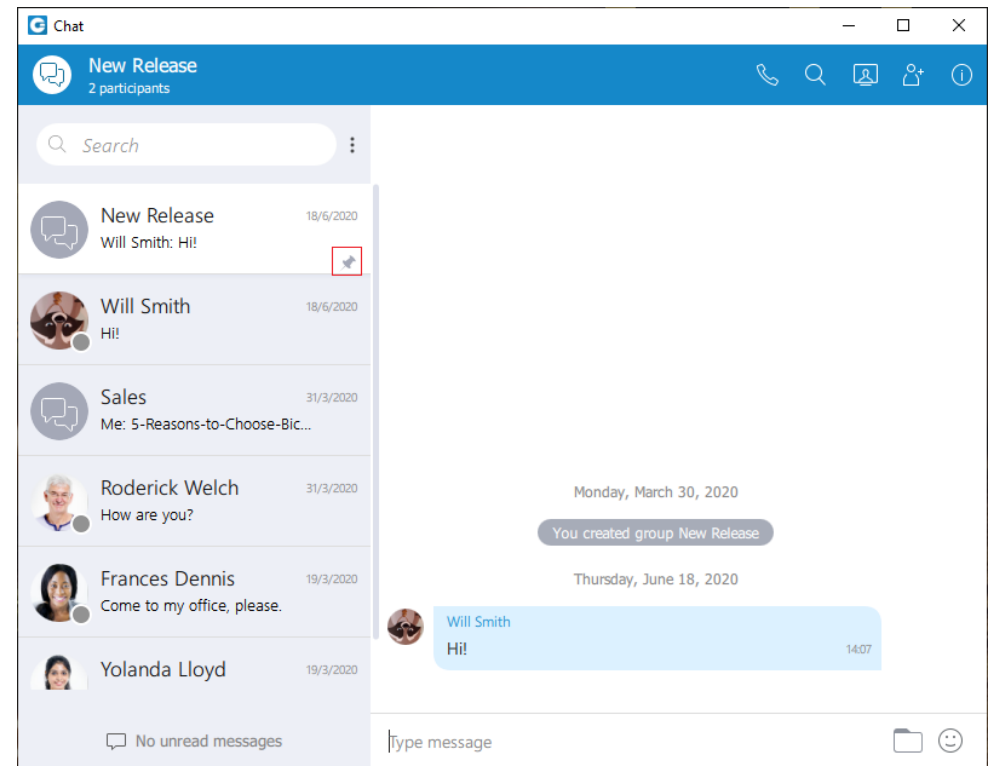 Chat
New Release
2 participants
Search
New Release 18/6/2020
Will Smith: Hi!
Will Smith 18/6/2020
Hi!
Sales 31/3/2020
Me: 5-Reasons-to-Choose-Bic...
Roderick Welch 31/3/2020
How are you?
Frances Dennis 19/3/2020
Come to my office, please.
Yolanda Lloyd 19/3/2020
No unread messages
Monday, March 30, 2020
You created group New Release
Thursday, June 18, 2020
Will Smith
Hi! 14:07
Type message